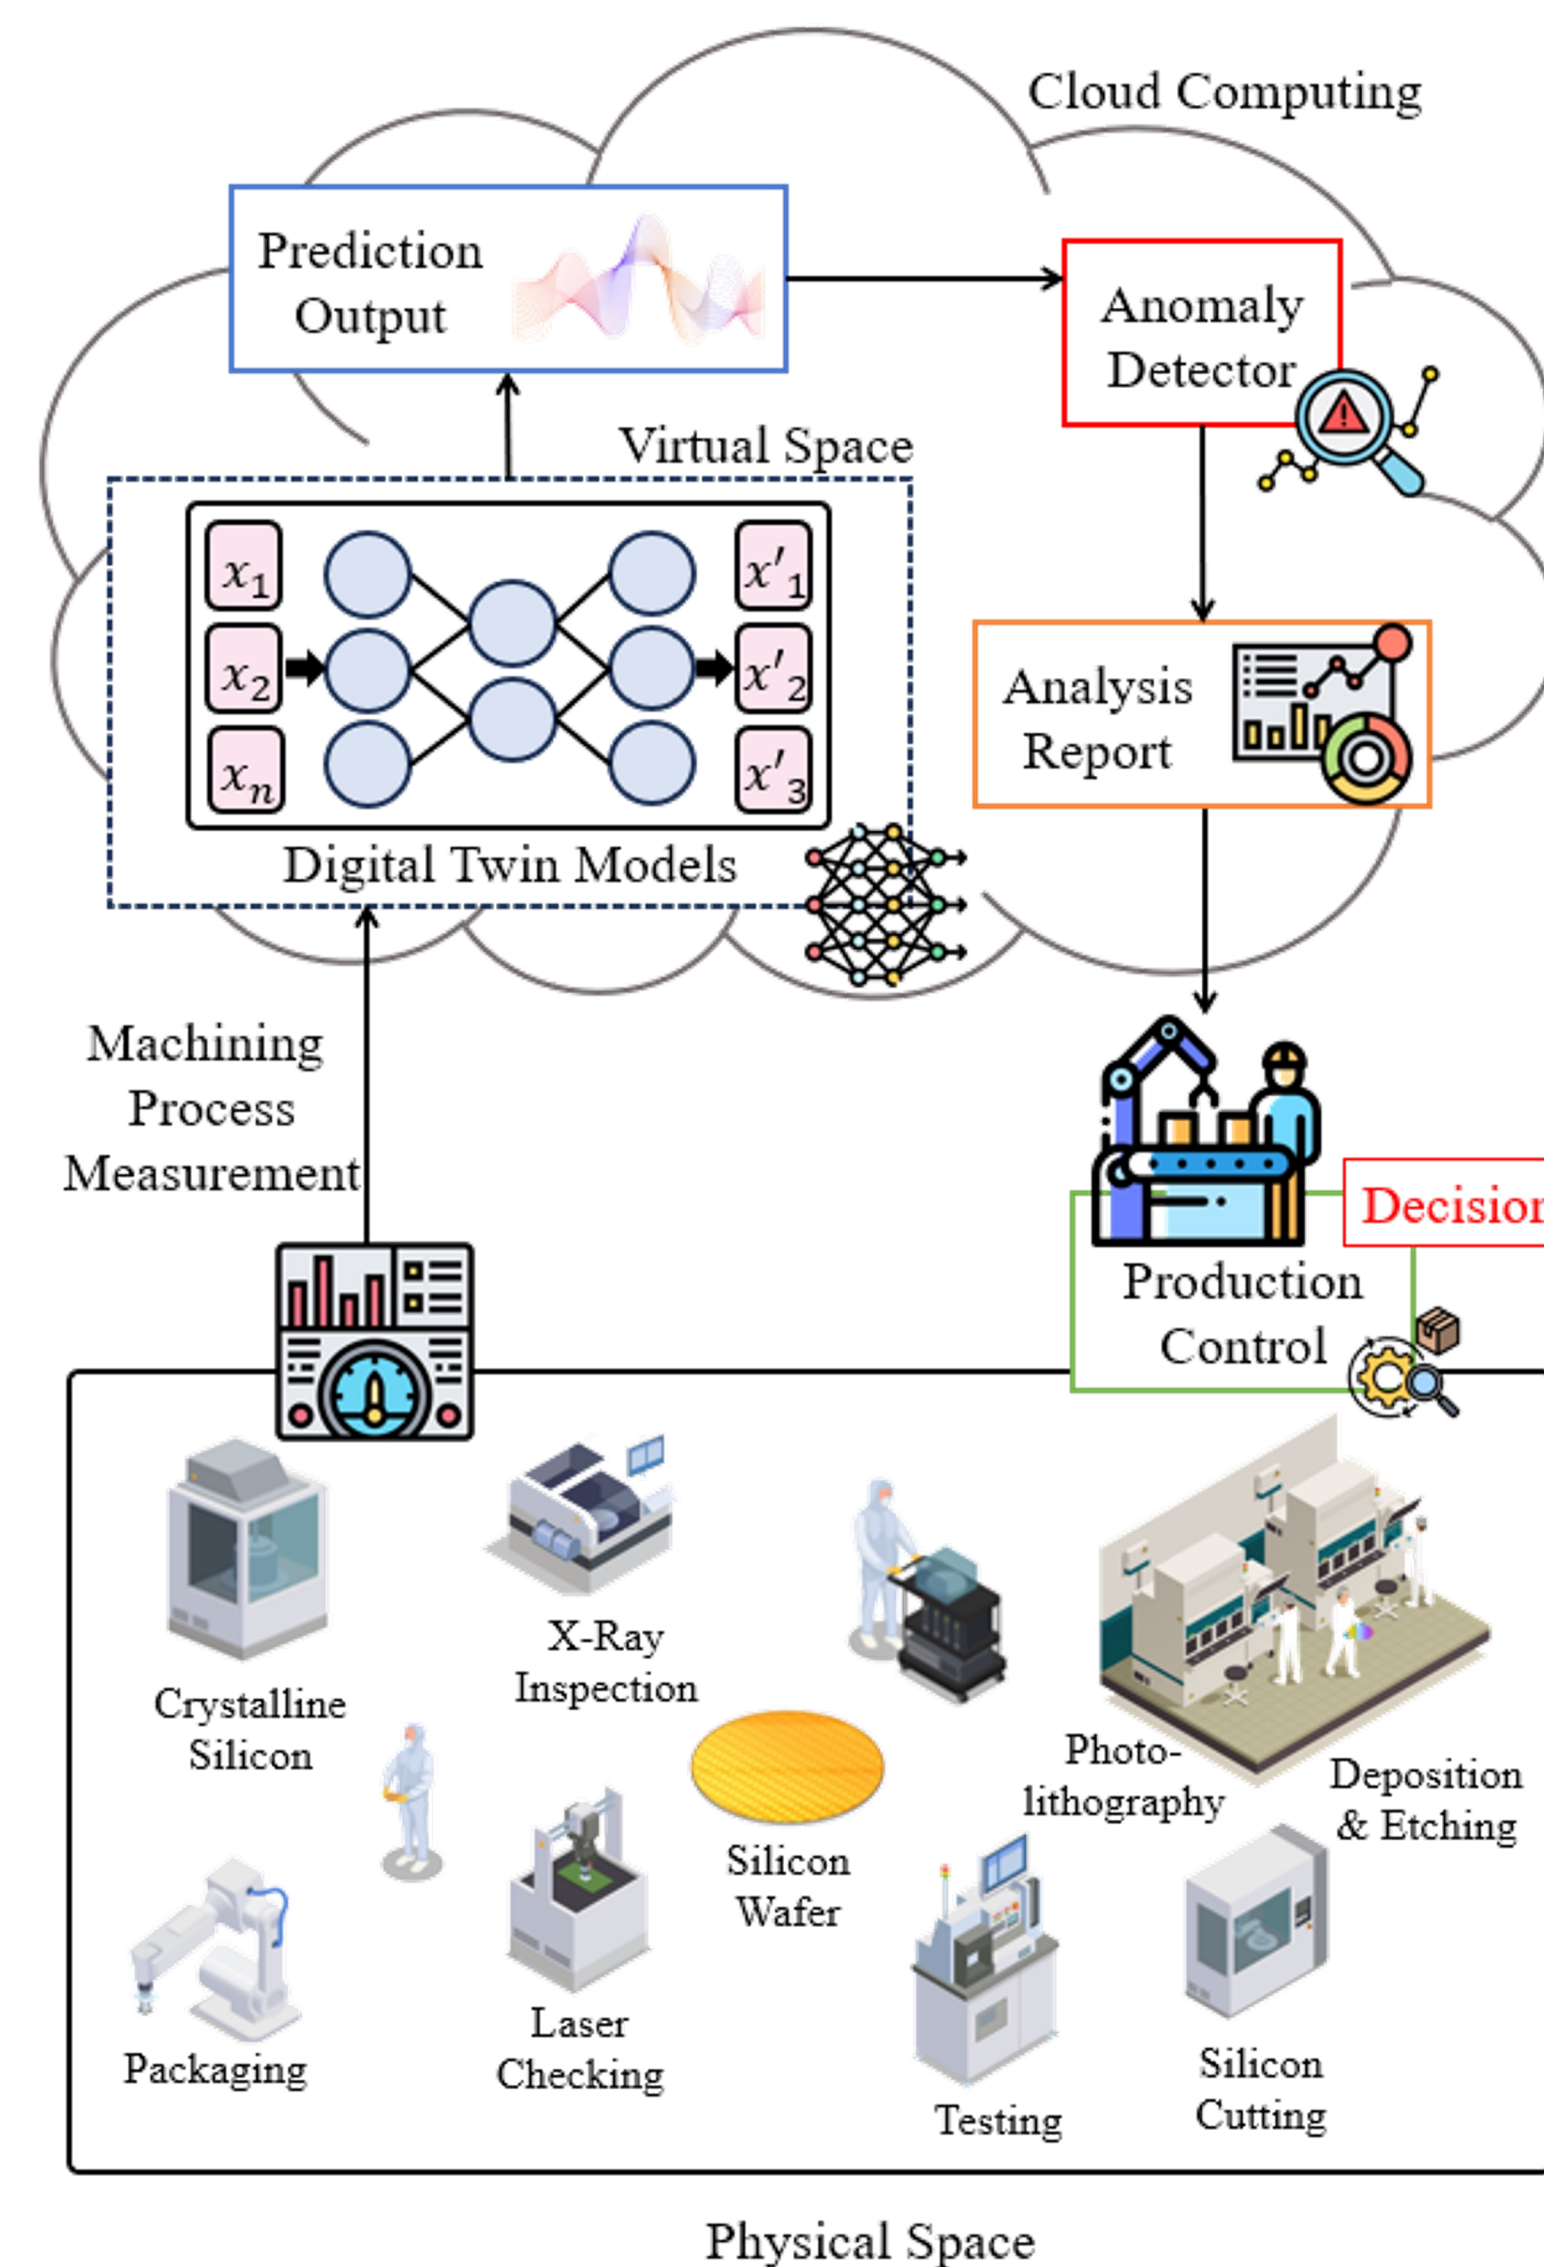 Cloud Computing
Prediction
Output
Anomaly
Detector
Virtual Space
x₁
x'₁
x₂
x'₂
xₙ
x'₃
Analysis
Report
Digital Twin Models
Machining
Process
Measurement
Decision
Production
Control
X-Ray
Inspection
Crystalline
Silicon
Photo-
lithography
Deposition
& Etching
Silicon
Wafer
Laser
Checking
Packaging
Silicon
Cutting
Testing
Physical Space